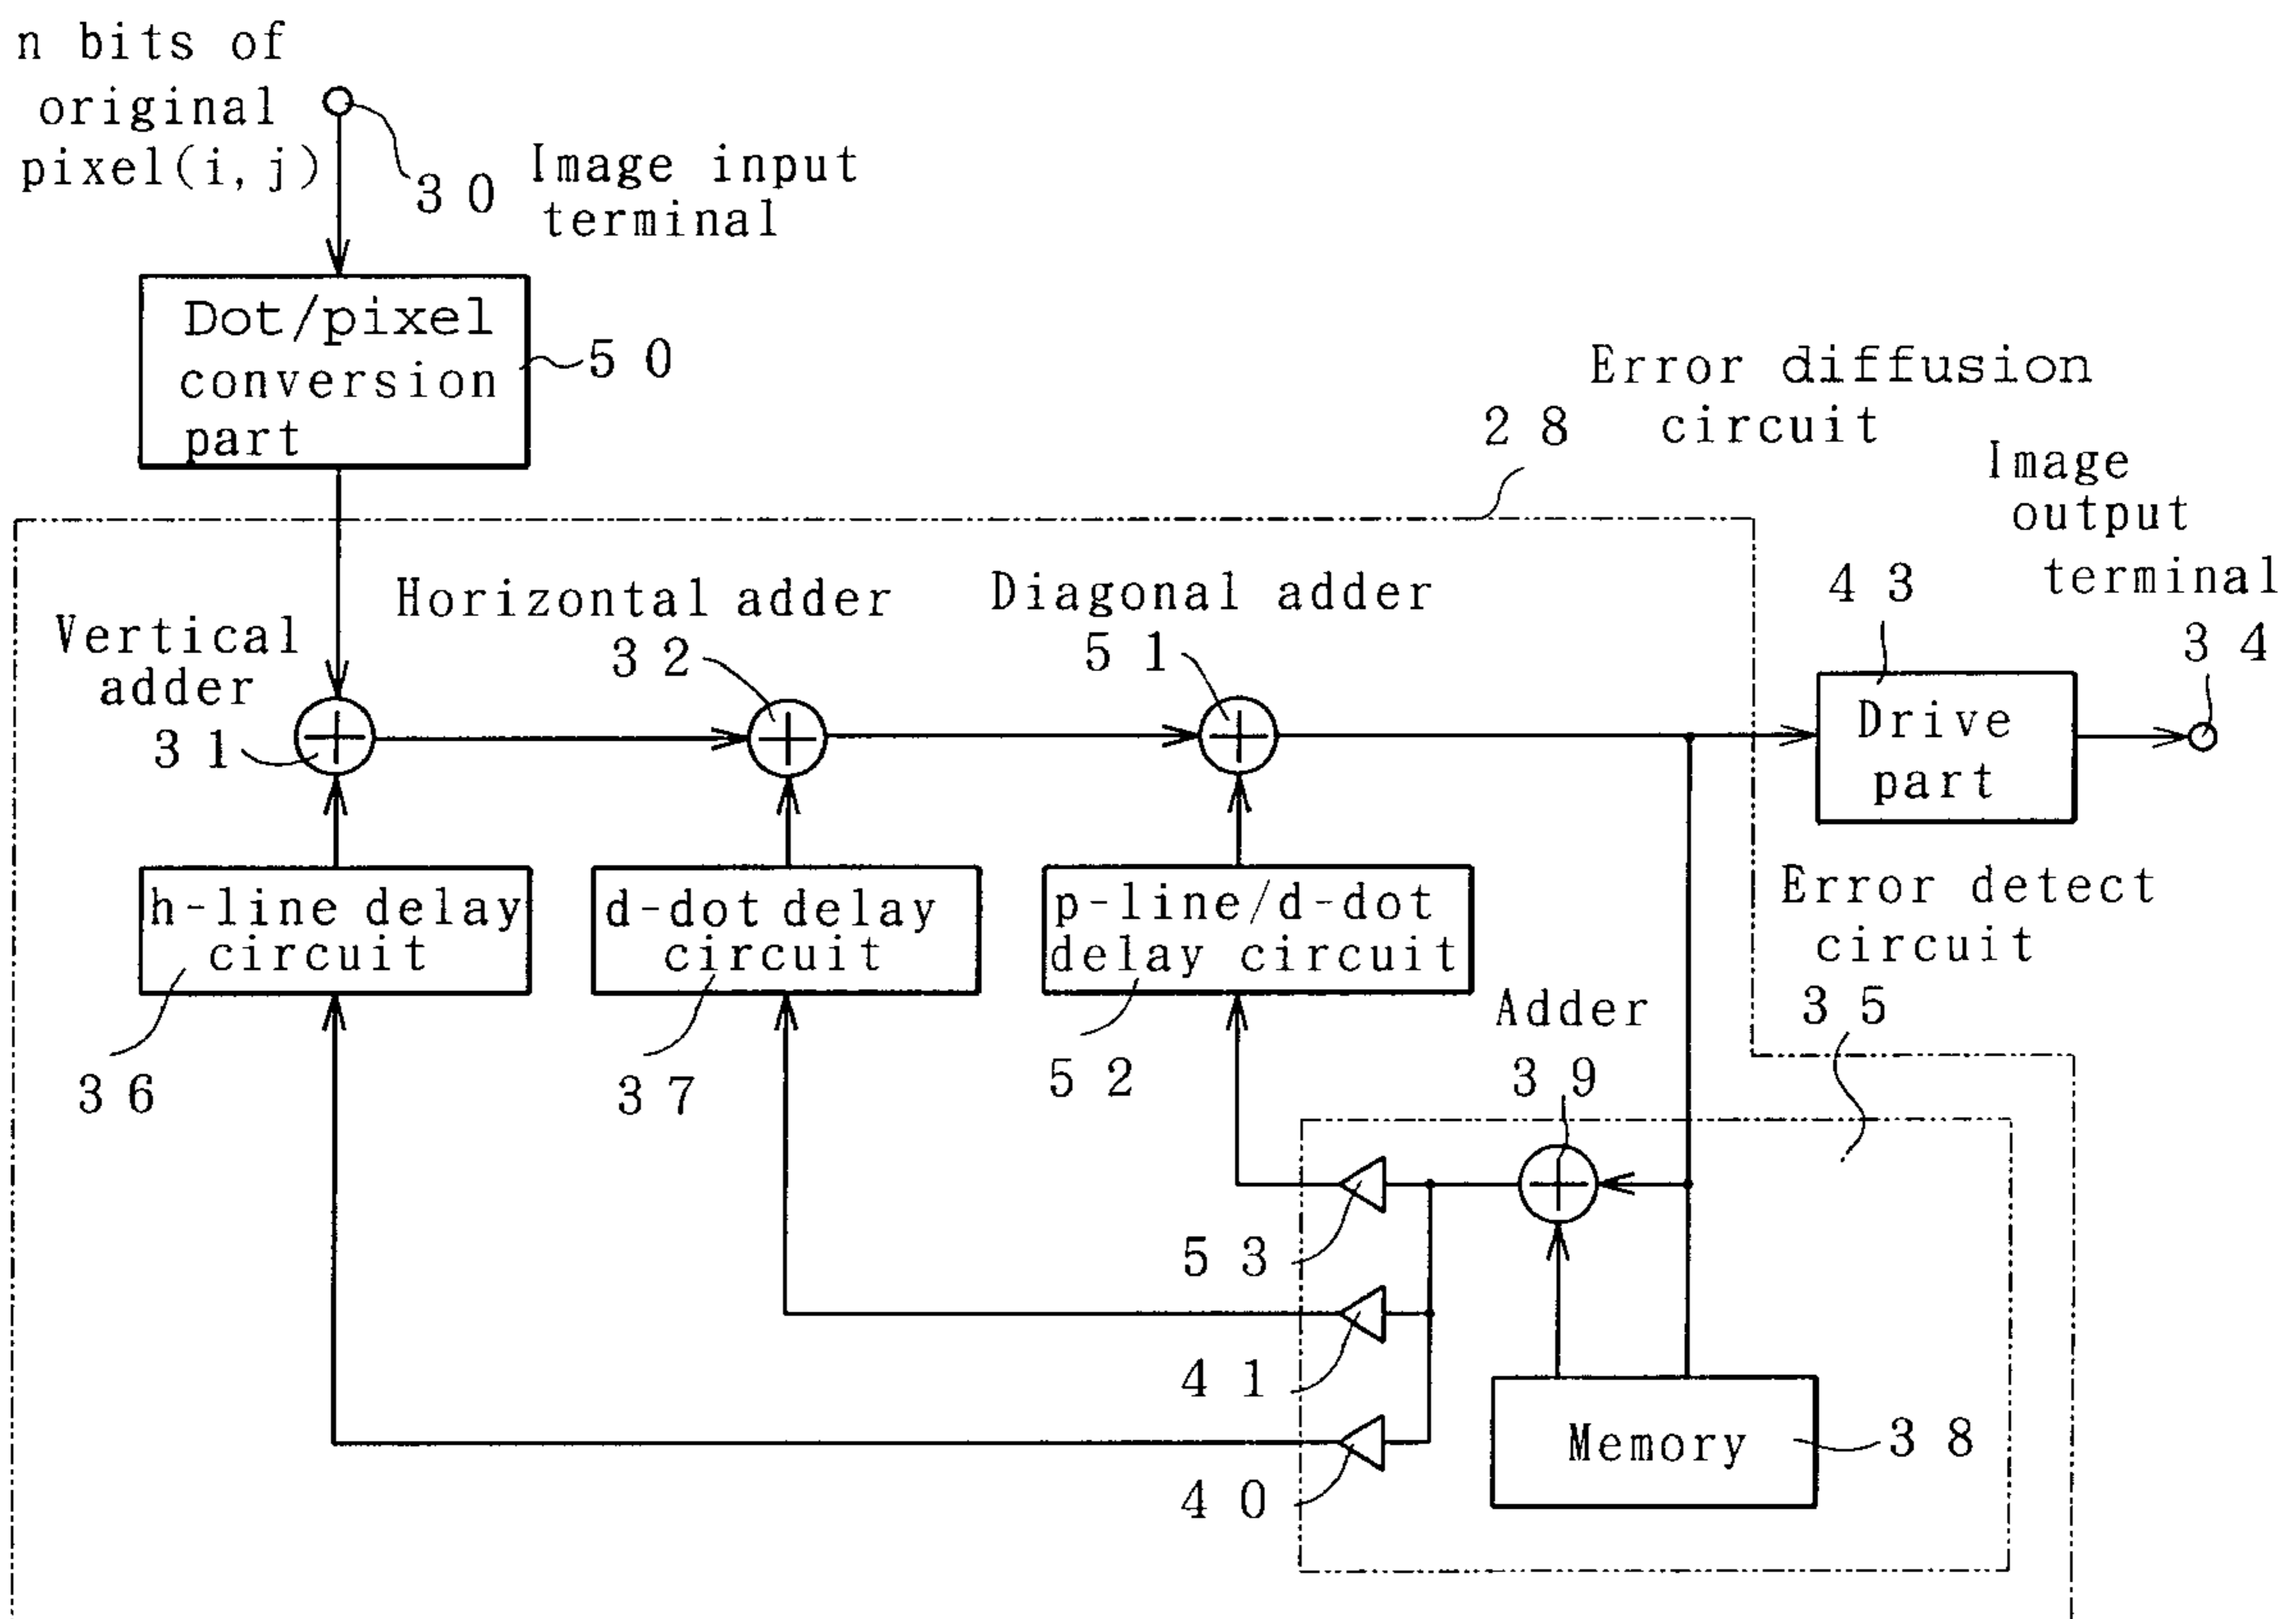 n bits of
original
pixel(i, j)
3 0
Image input
terminal
Dot/pixel
conversion
part
5 0
Error diffusion
circuit
2 8
Image
output
terminal
3 4
4 3
Drive
part
Vertical
adder
3 1
Horizontal adder
3 2
Diagonal adder
5 1
h-line delay
circuit
3 6
d-dot delay
circuit
3 7
p-line/d-dot
delay circuit
5 2
Error detect
circuit
3 5
Adder
3 9
5 3
4 1
4 0
Memory
3 8